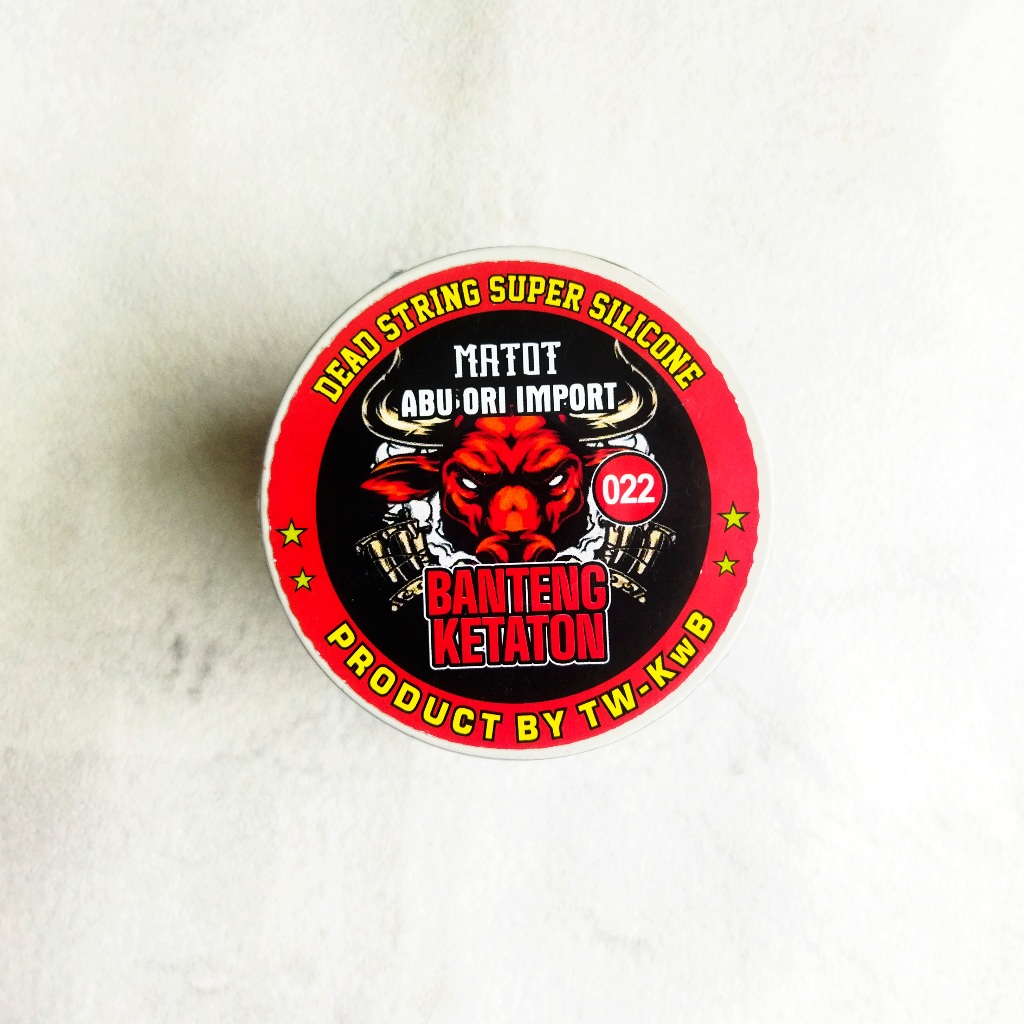 DEAD STRING SUPER SILICONE
MATOT
ABU ORI IMPORT
022
BANTENG
KETATON
PRODUCT BY TW-KwB